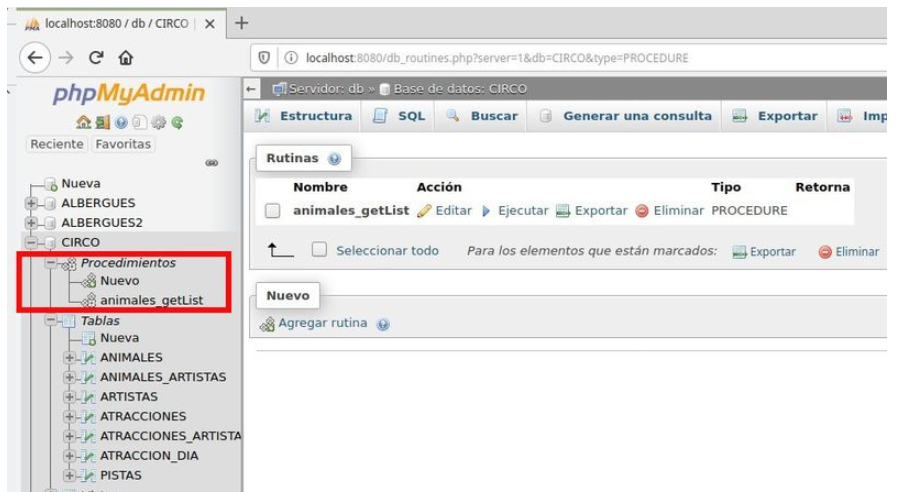 localhost:8080 / db / CIRCO
localhost:8080/db_routines.php?server=1&db=CIRCO&type=PROCEDURE
phpMyAdmin
Reciente Favoritas
Nueva
ALBERGUES
ALBERGUES2
CIRCO
Procedimientos
Nuevo
animales_getList
Tablas
Nueva
ANIMALES
ANIMALES_ARTISTAS
ARTISTAS
ATRACCIONES
ATRACCIONES_ARTISTA
ATRACCION_DIA
PISTAS
Servidor: db » Base de datos: CIRCO
Estructura SQL Buscar Generar una consulta Exportar Imp
Rutinas
Nombre Acción Tipo Retorna
animales_getList Editar Ejecutar Exportar Eliminar PROCEDURE
Seleccionar todo Para los elementos que están marcados: Exportar Eliminar
Nuevo
Agregar rutina